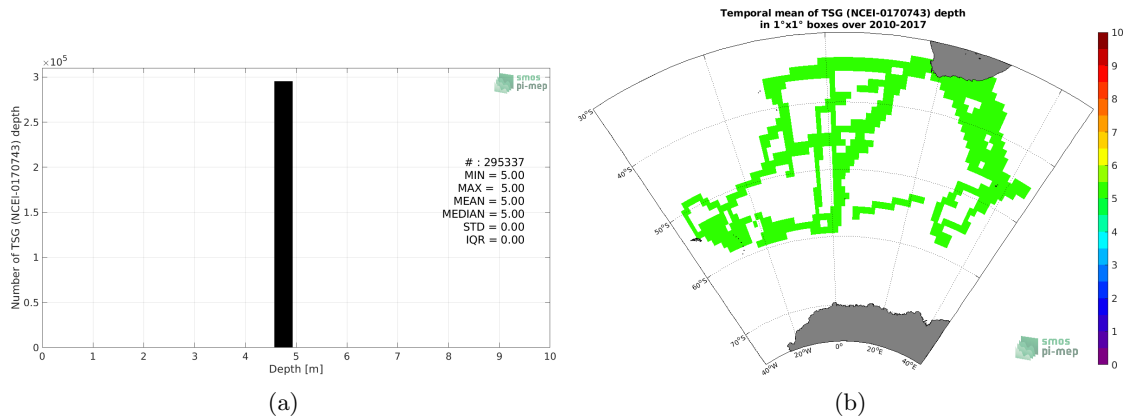 ×10⁵
3
2.5
2
1.5
1
0.5
0
Number of TSG (NCEI-0170743) depth
smos
pi-mep
# : 295337
MIN = 5.00
MAX = 5.00
MEAN = 5.00
MEDIAN = 5.00
STD = 0.00
IQR = 0.00
0 1 2 3 4 5 6 7 8 9 10
Depth [m]
(a)
Temporal mean of TSG (NCEI-0170743) depth
in 1°x1° boxes over 2010-2017
30°S
40°S
50°S
60°S
70°S
40°W
20°W
0°
20°E
40°E
10
9
8
7
6
5
4
3
2
1
0
smos
pi-mep
(b)